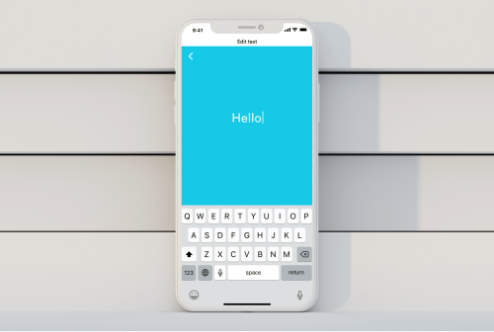 9:41
Edit text
Hello
Q W E R T Y U I O P
A S D F G H J K L
Z X C V B N M
123 space return